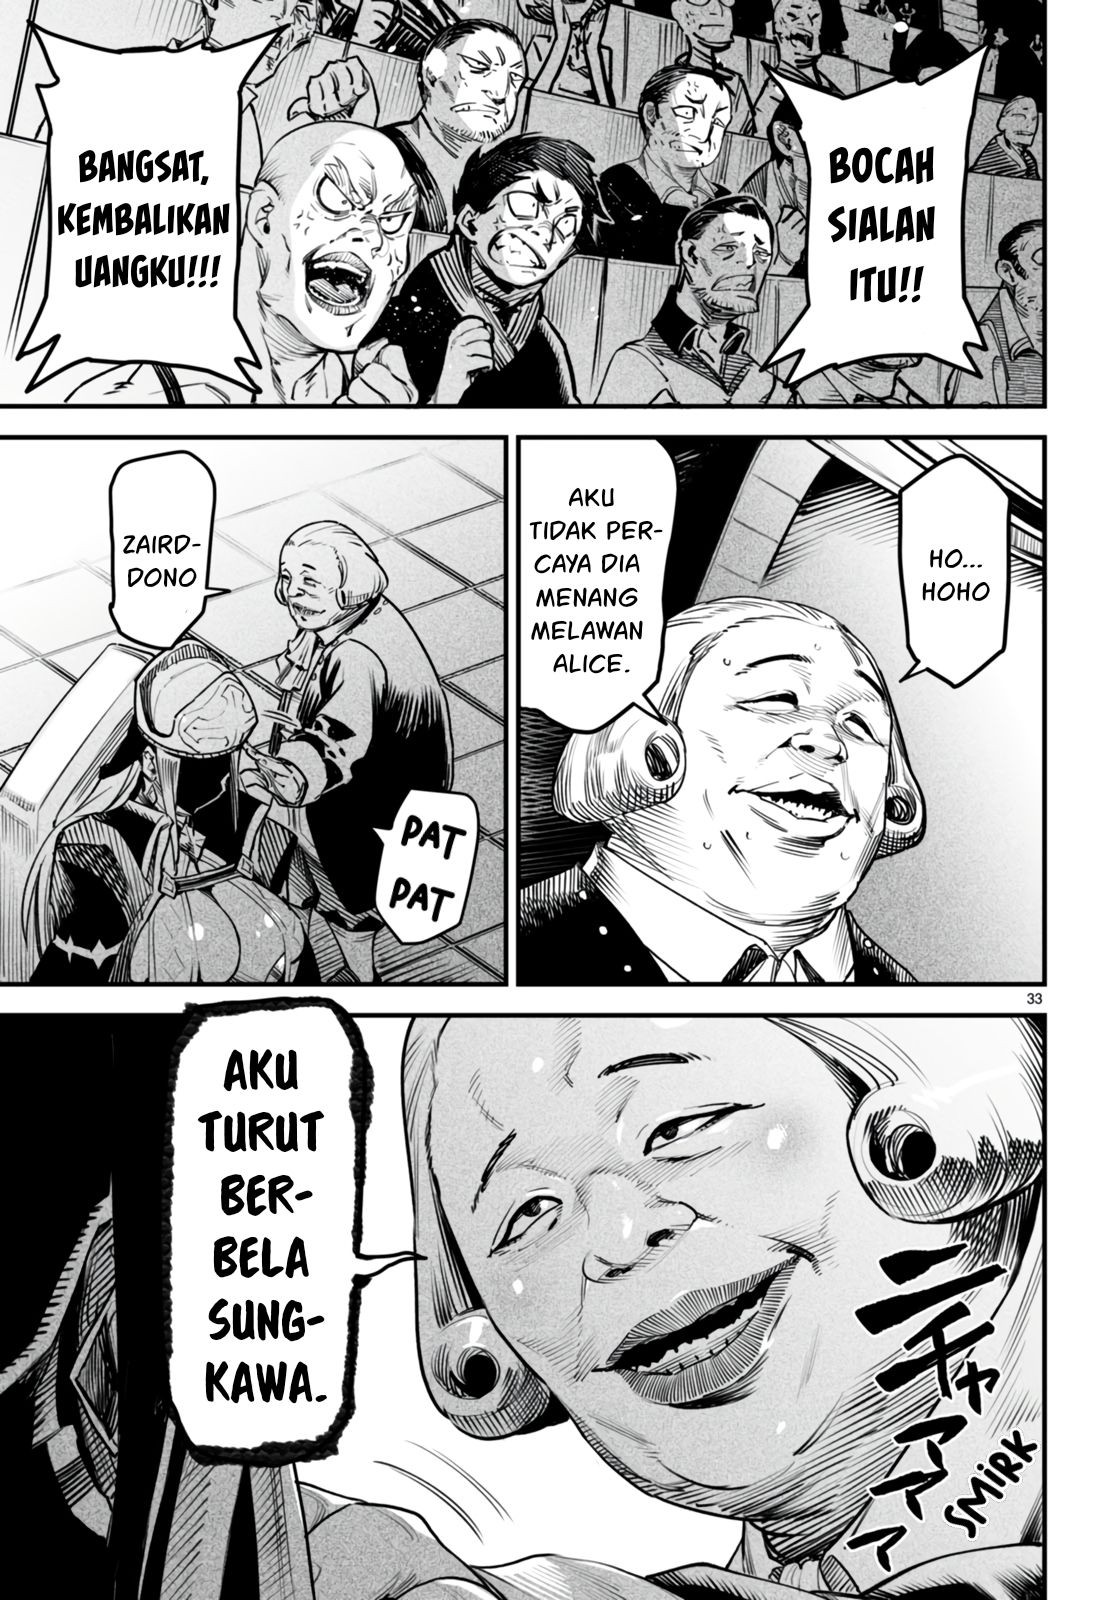 BOCAH
SIALAN
ITU!!
BANGSAT,
KEMBALIKAN
UANGKU!!!
HO...
HOHO
AKU
TIDAK PER-
CAYA DIA
MENANG
MELAWAN
ALICE.
ZAIRD-
DONO
PAT
PAT
33
AKU
TURUT
BER-
BELA
SUNG-
KAWA.
ニチャアアア
SMIRK